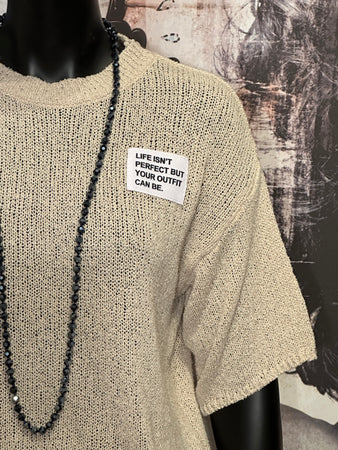 LIFE ISN'T
PERFECT BUT
YOUR OUTFIT
CAN BE.